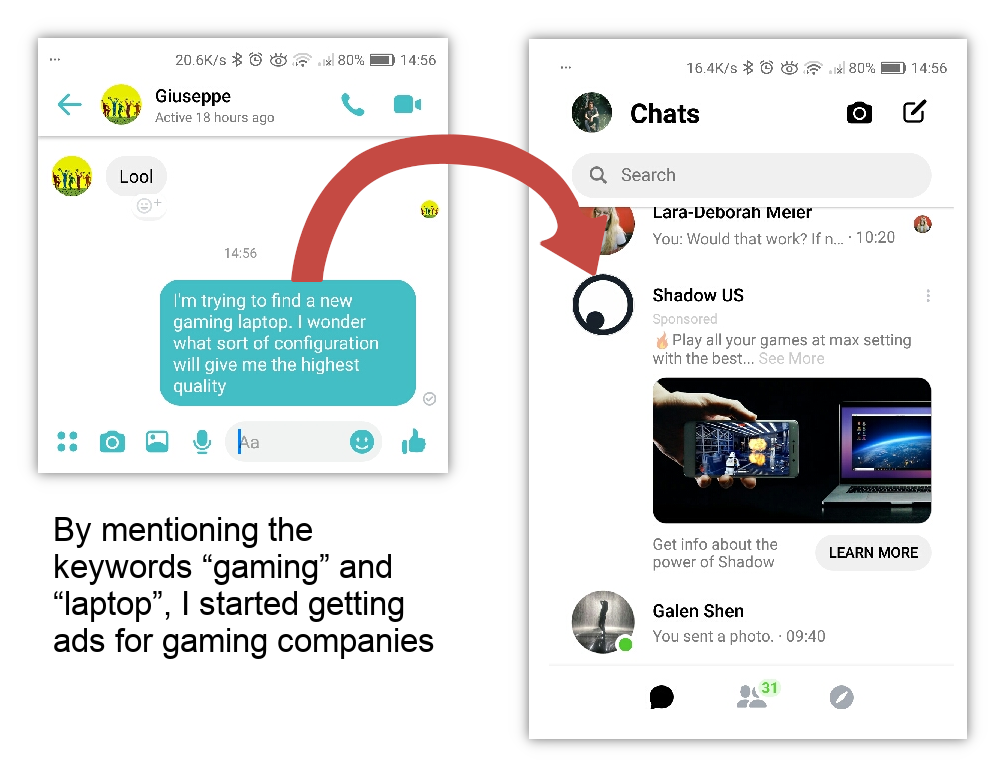 ...
20.6K/s 80% 14:56
Giuseppe
Active 18 hours ago
Lool
14:56
I'm trying to find a new
gaming laptop. I wonder
what sort of configuration
will give me the highest
quality
Aa
By mentioning the
keywords “gaming” and
“laptop”, I started getting
ads for gaming companies
...
16.4K/s 80% 14:56
Chats
Search
Lara-Deborah Meier
You: Would that work? If n... · 10:20
Shadow US
Sponsored
🔥Play all your games at max setting
with the best... See More
Get info about the
power of Shadow
LEARN MORE
Galen Shen
You sent a photo. · 09:40
31